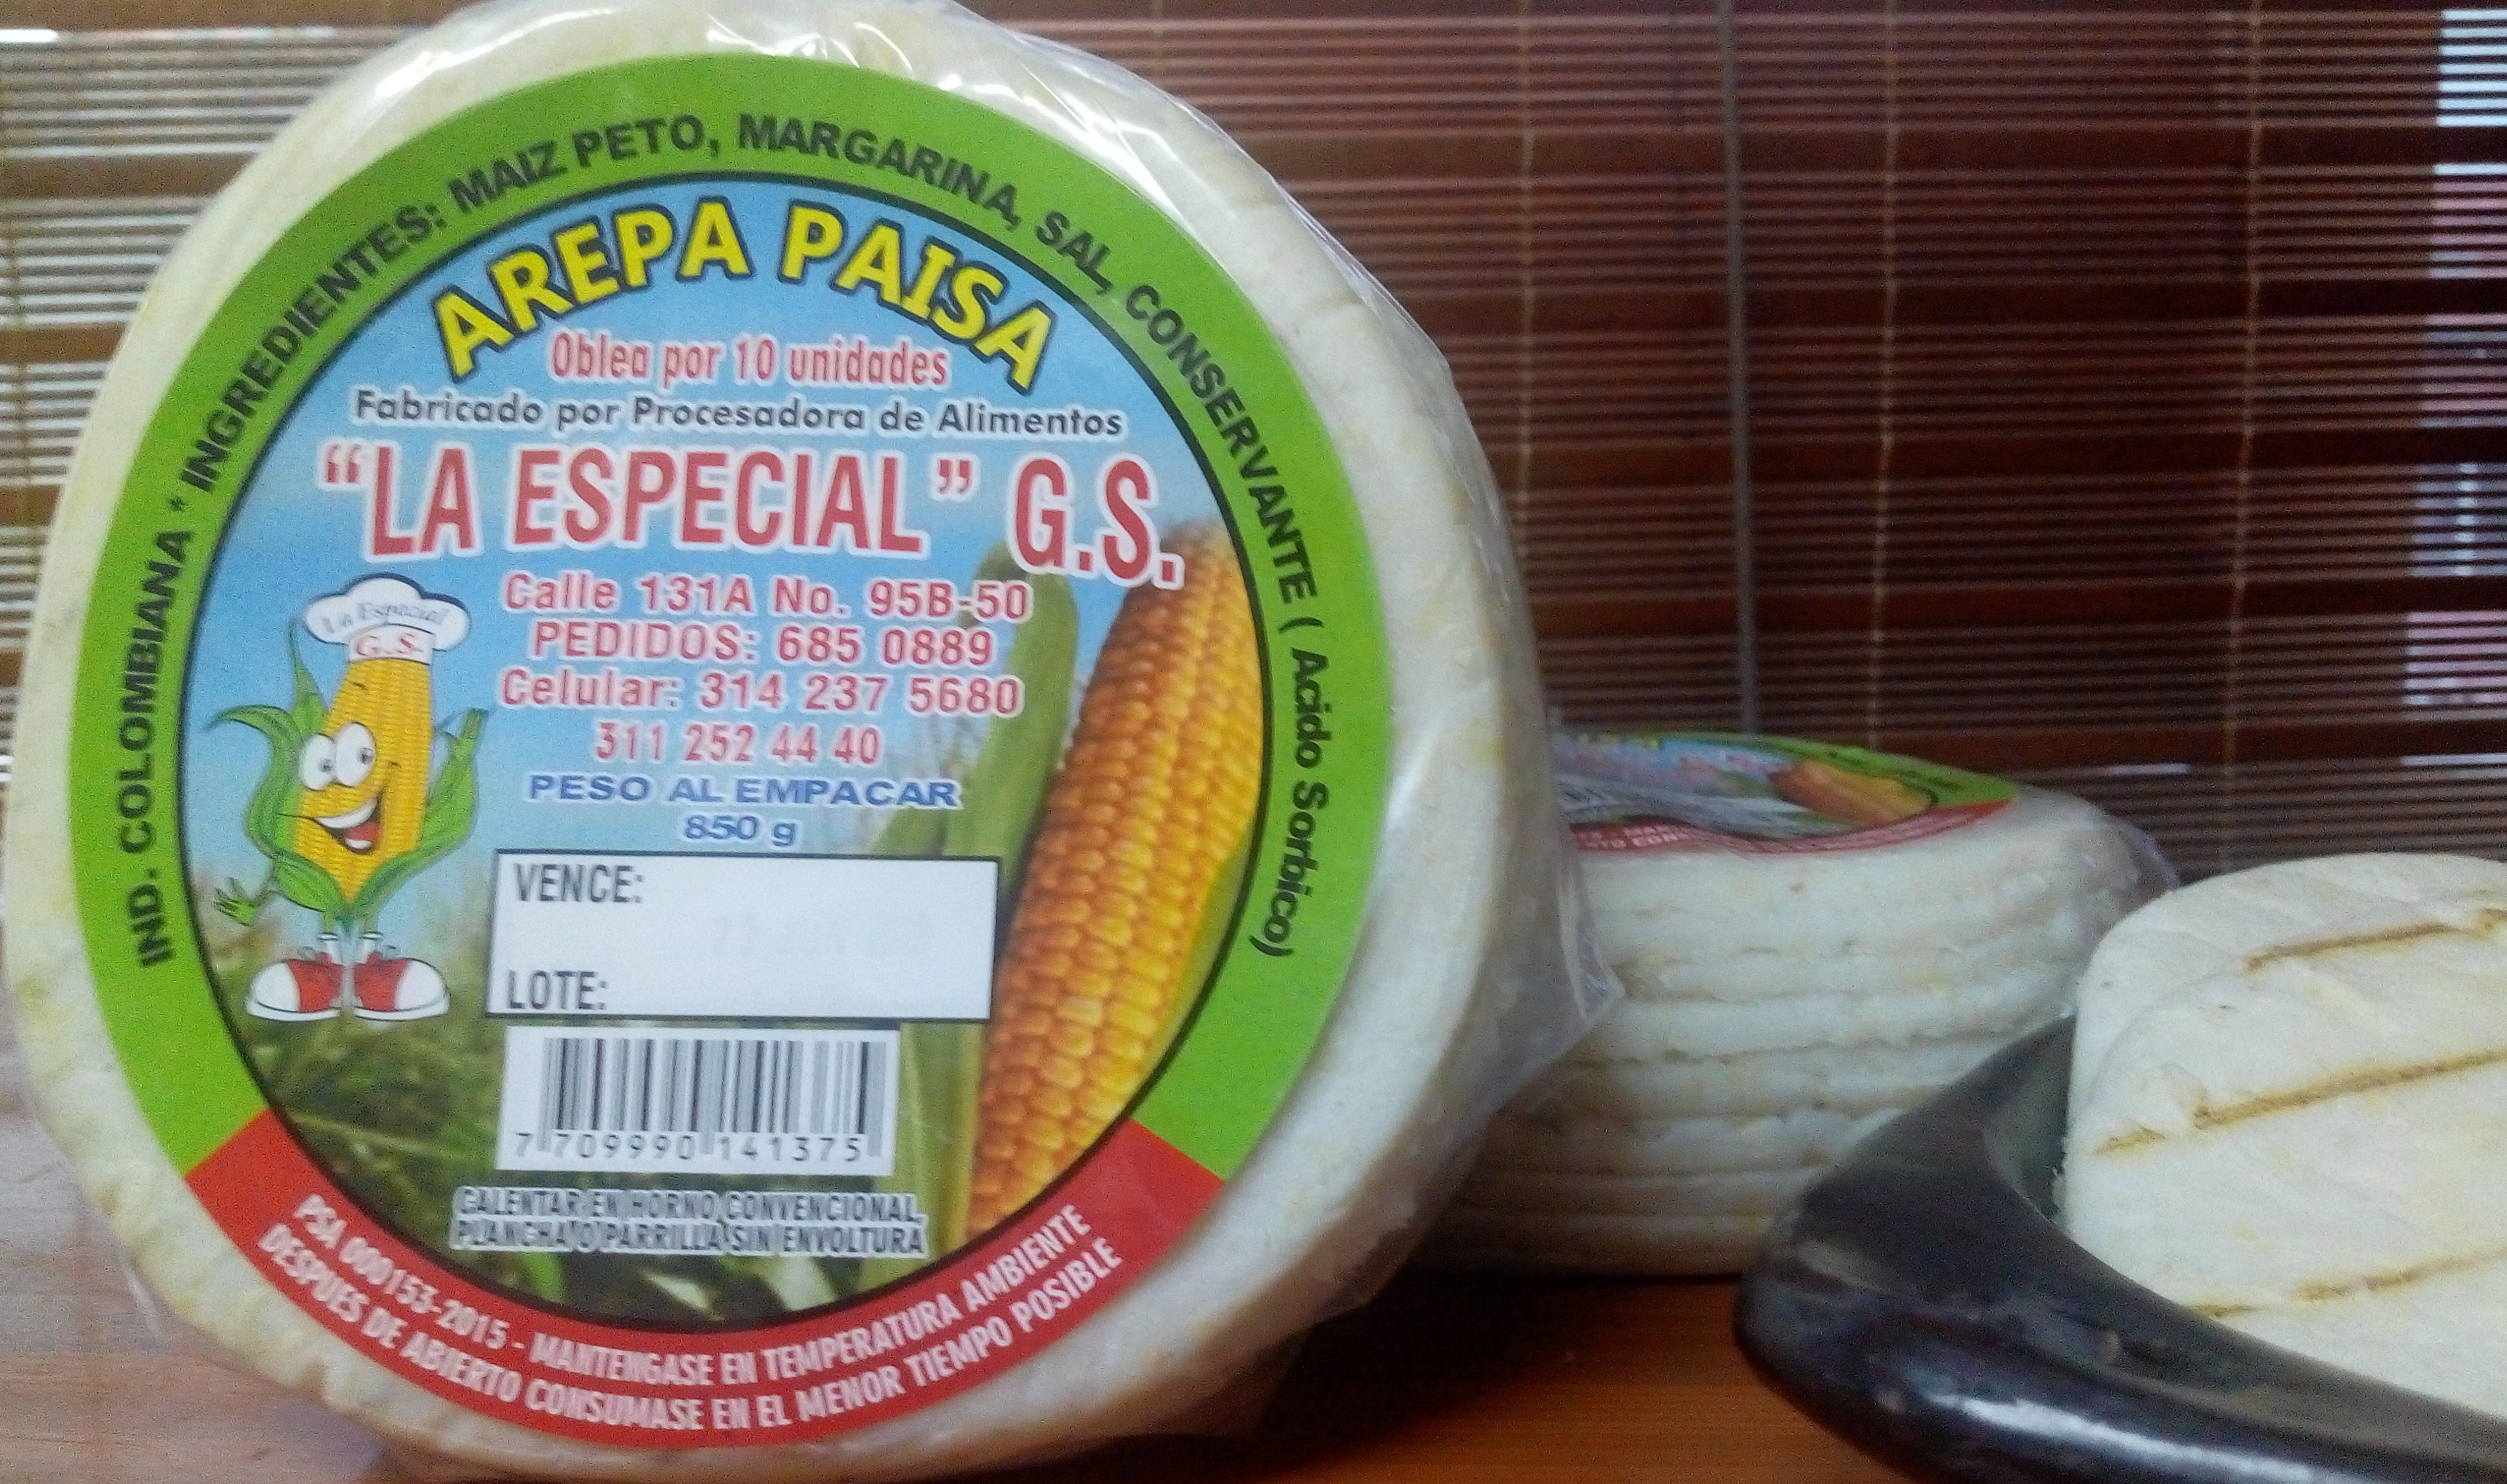 IND. COLOMBIANA * INGREDIENTES: MAIZ PETO, MARGARINA, SAL, CONSERVANTE ( Acido Sorbico)
AREPA PAISA
Oblea por 10 unidades
Fabricado por Procesadora de Alimentos
"LA ESPECIAL" G.S.
Calle 131A No. 95B-50
PEDIDOS: 685 0889
Celular: 314 237 5680
311 252 44 40
PESO AL EMPACAR
850 g
La Especial
G.S.
VENCE:
LOTE:
7 709990 141375
CALENTAR EN HORNO CONVENCIONAL,
PLANCHA O PARRILLA SIN ENVOLTURA
PSA 000153-2015 - MANTENGASE EN TEMPERATURA AMBIENTE
DESPUES DE ABIERTO CONSUMASE EN EL MENOR TIEMPO POSIBLE